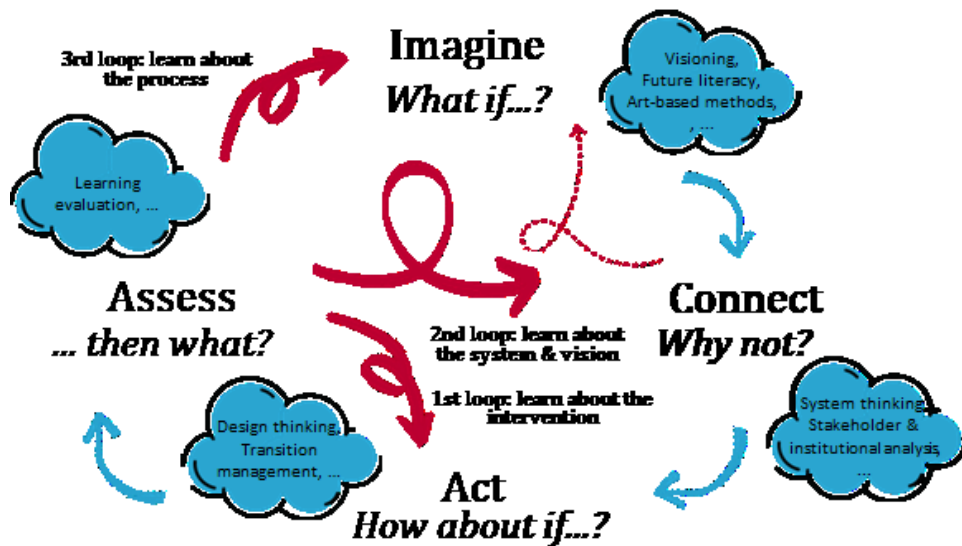 Imagine
What if...?
3rd loop: learn about
the process
Visioning,
Future literacy,
Art-based methods,
, ...
Learning
evaluation, ...
Assess
... then what?
Connect
Why not?
2nd loop: learn about
the system & vision
1st loop: learn about the
intervention
Design thinking,
Transition
management, ...
System thinking,
Stakeholder &
institutional analysis,
...
Act
How about if...?